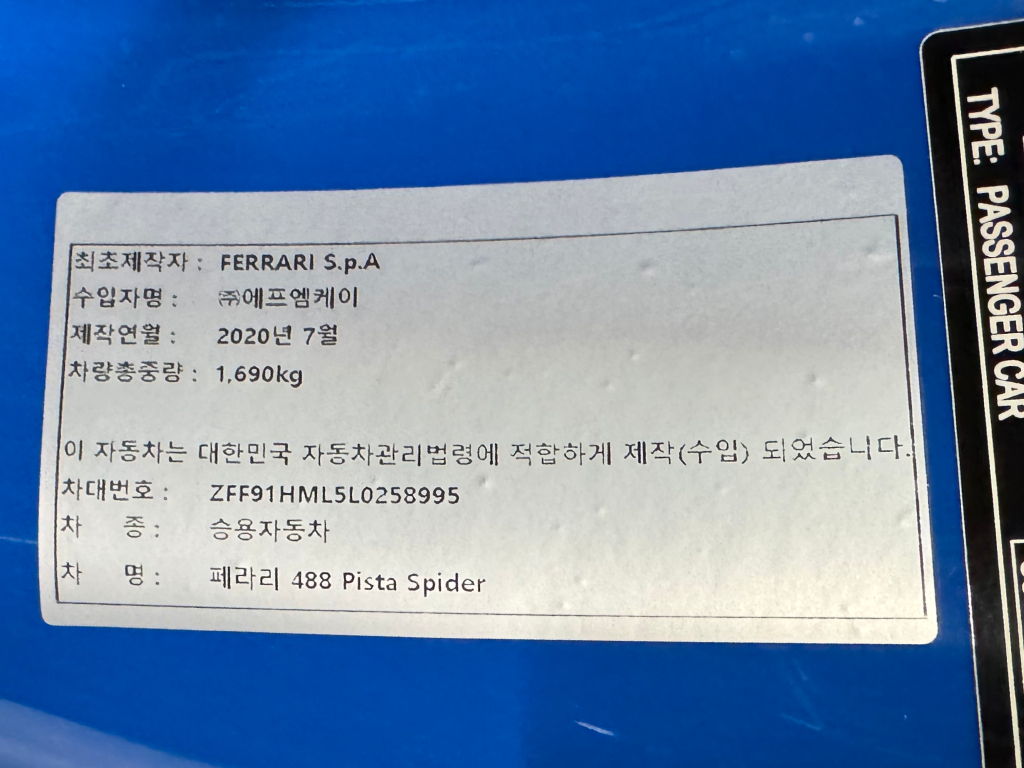 최초제작자 : FERRARI S.p.A
수입자명 : ㈜에프엠케이
제작연월 : 2020년 7월
차량총중량 : 1,690kg
이 자동차는 대한민국 자동차관리법령에 적합하게 제작(수입) 되었습니다.
차대번호 : ZFF91HML5L0258995
차 종 : 승용자동차
차 명 : 페라리 488 Pista Spider
TYPE: PASSENGER CAR